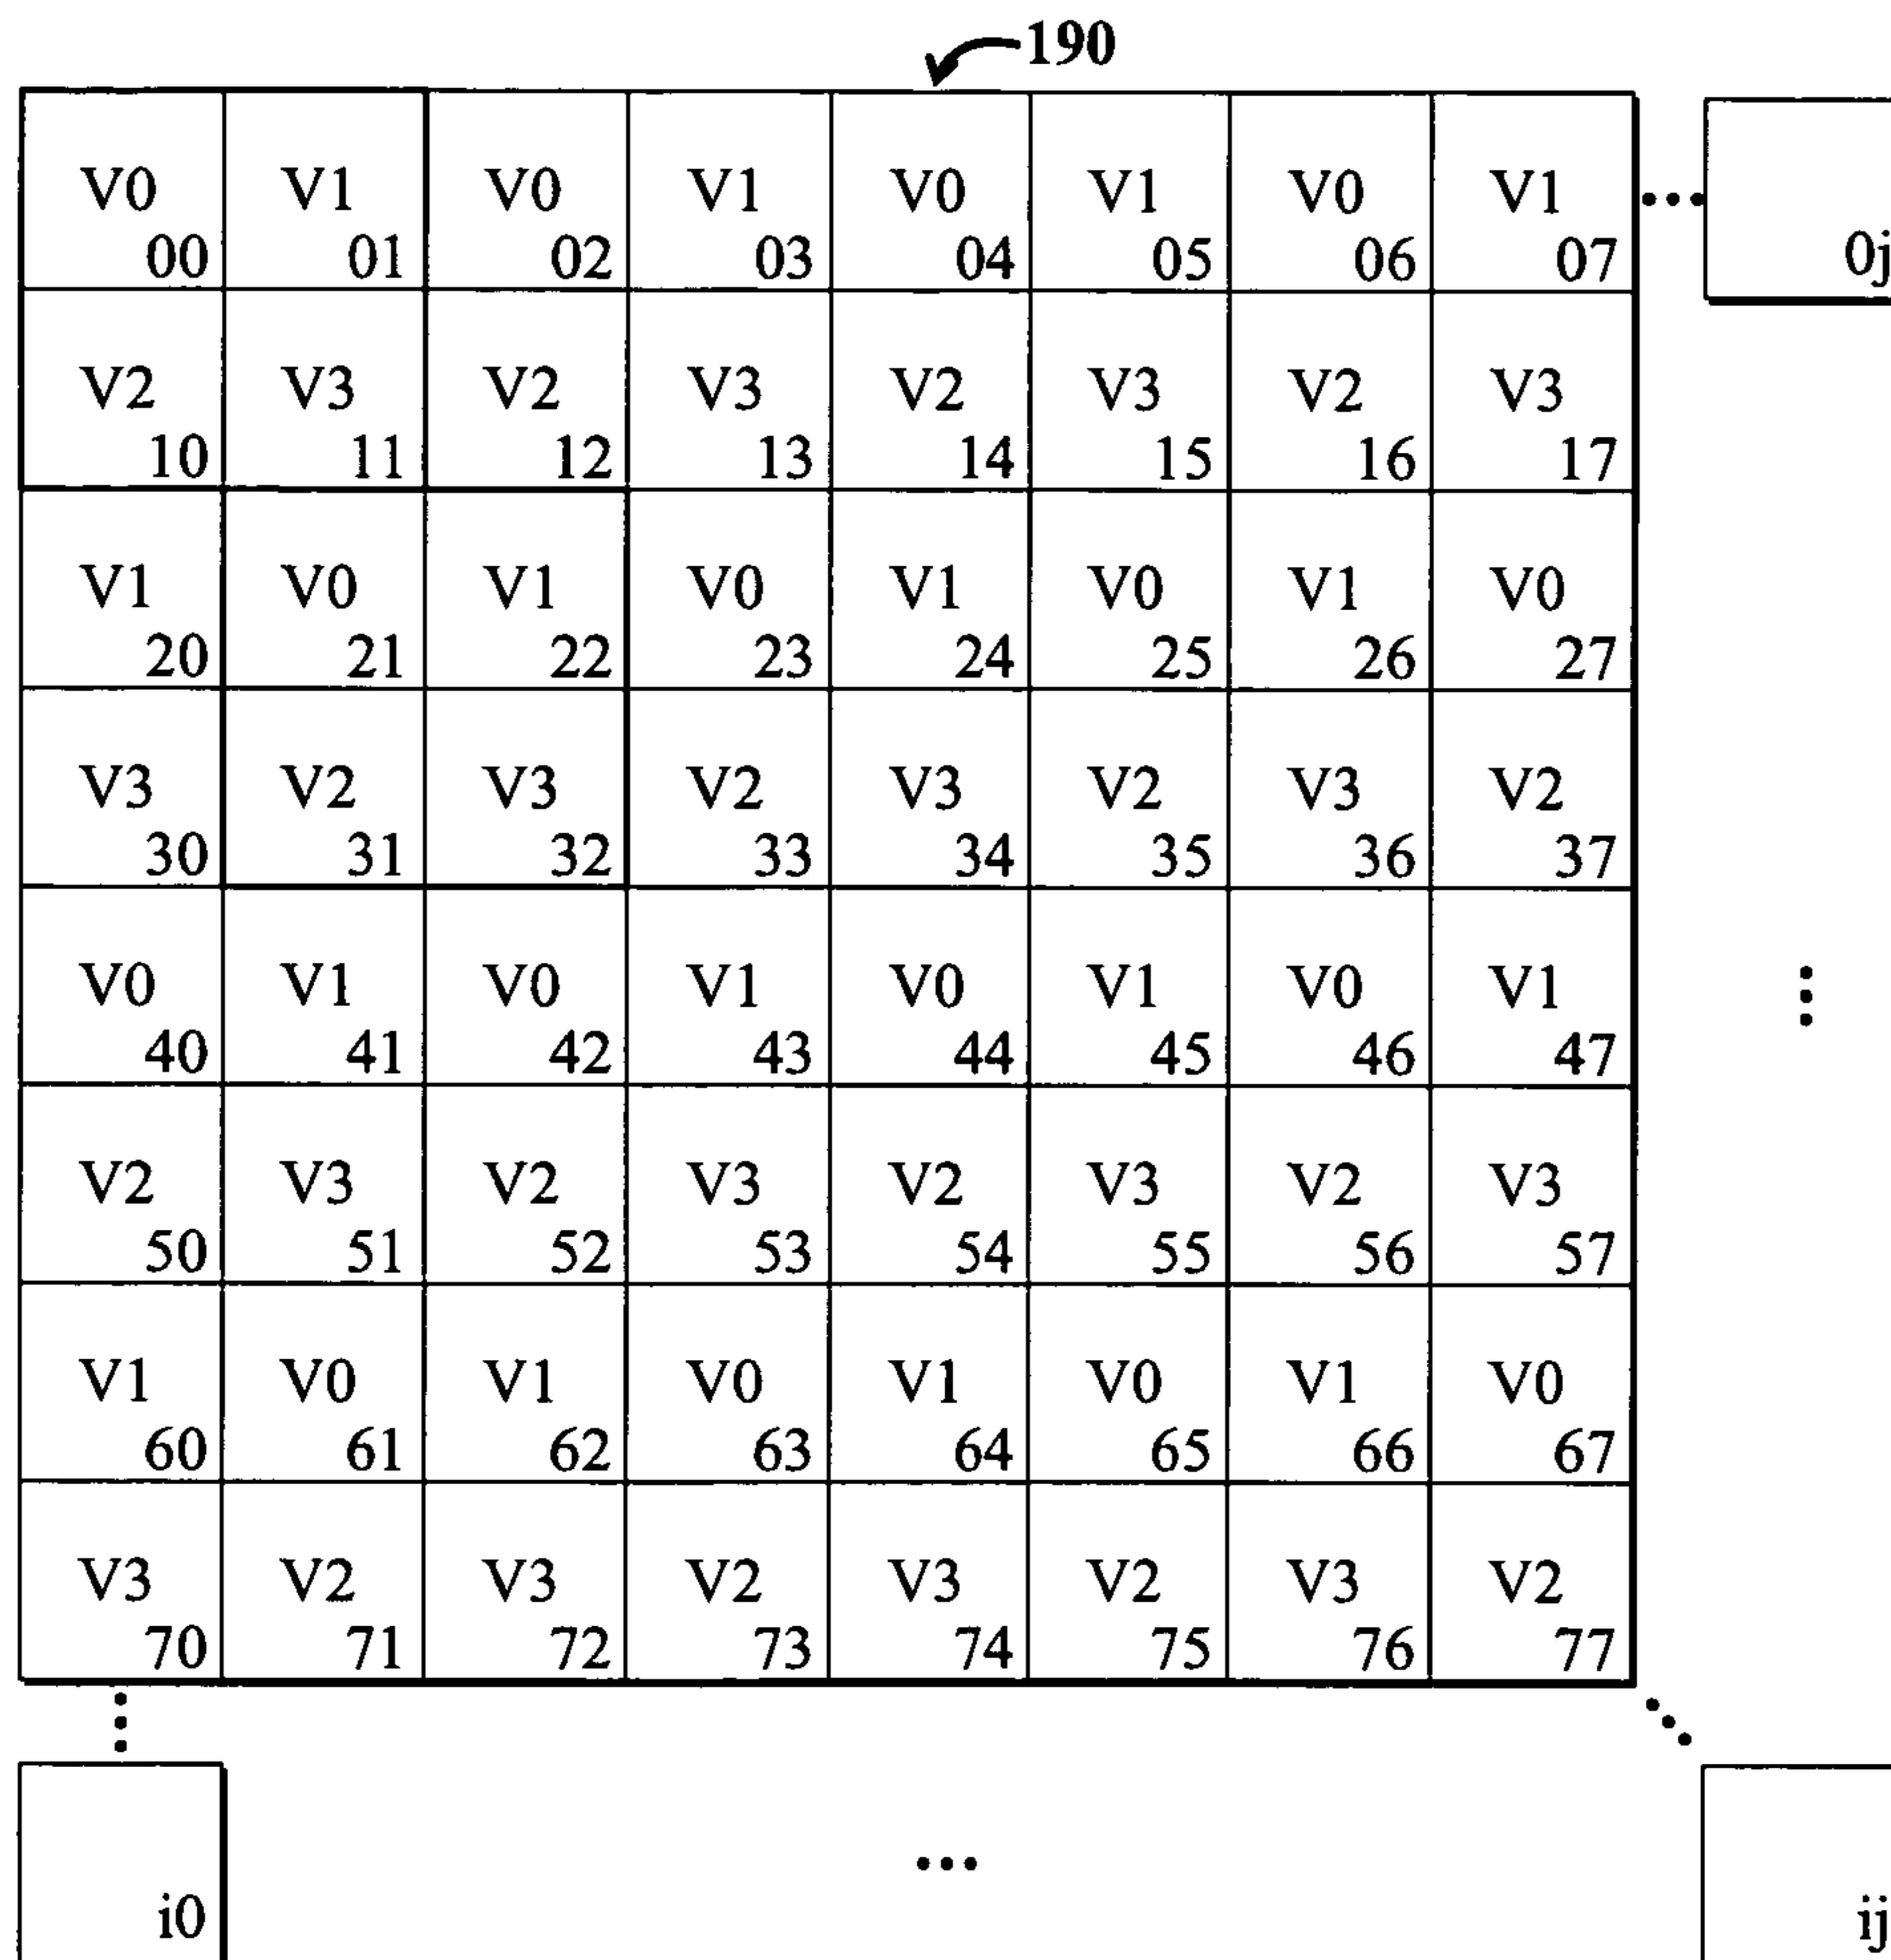 190
V0 V1 V0 V1 V0 V1 V0 V1 ...
00 01 02 03 04 05 06 07 0j
V2 V3 V2 V3 V2 V3 V2 V3
10 11 12 13 14 15 16 17
V1 V0 V1 V0 V1 V0 V1 V0
20 21 22 23 24 25 26 27
V3 V2 V3 V2 V3 V2 V3 V2
30 31 32 33 34 35 36 37
V0 V1 V0 V1 V0 V1 V0 V1
40 41 42 43 44 45 46 47
V2 V3 V2 V3 V2 V3 V2 V3
50 51 52 53 54 55 56 57
V1 V0 V1 V0 V1 V0 V1 V0
60 61 62 63 64 65 66 67
V3 V2 V3 V2 V3 V2 V3 V2
70 71 72 73 74 75 76 77
...
i0 ij